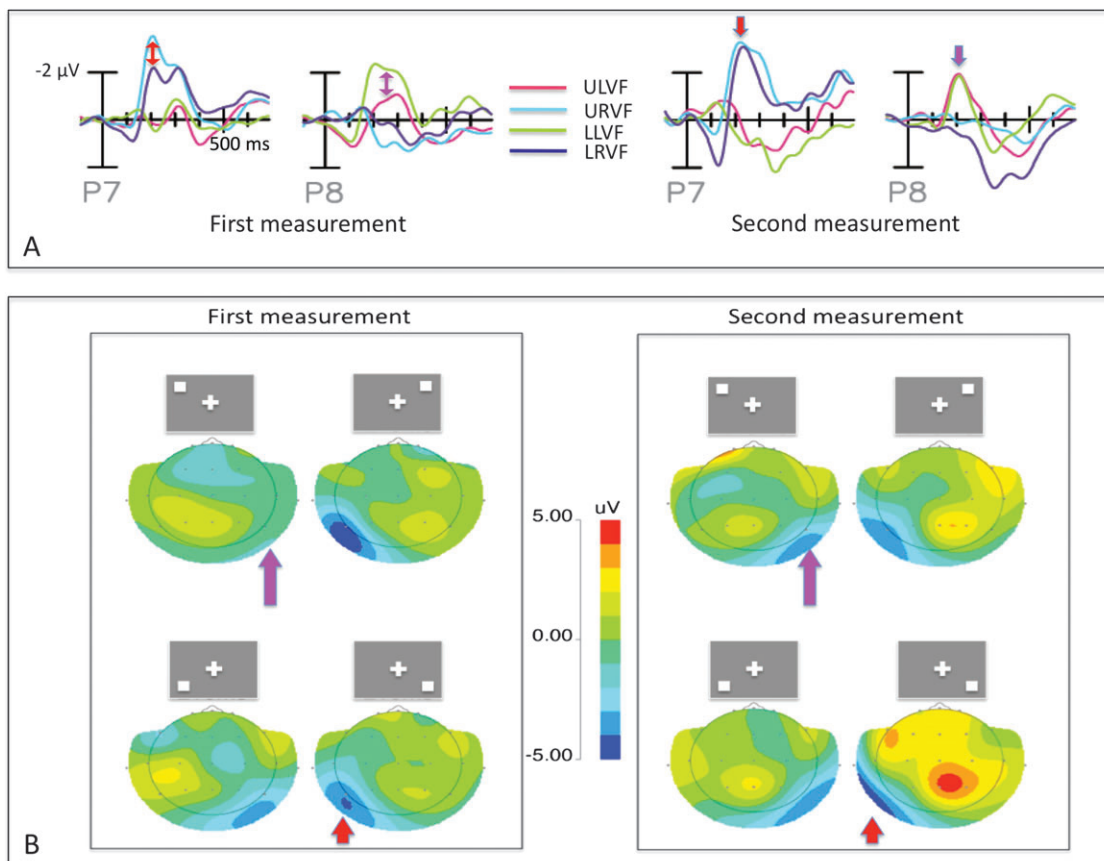 -2 µV
500 ms
P7
P8
ULVF
URVF
LLVF
LRVF
P7
P8
First measurement
Second measurement
A
First measurement
Second measurement
uV
5.00
0.00
-5.00
B